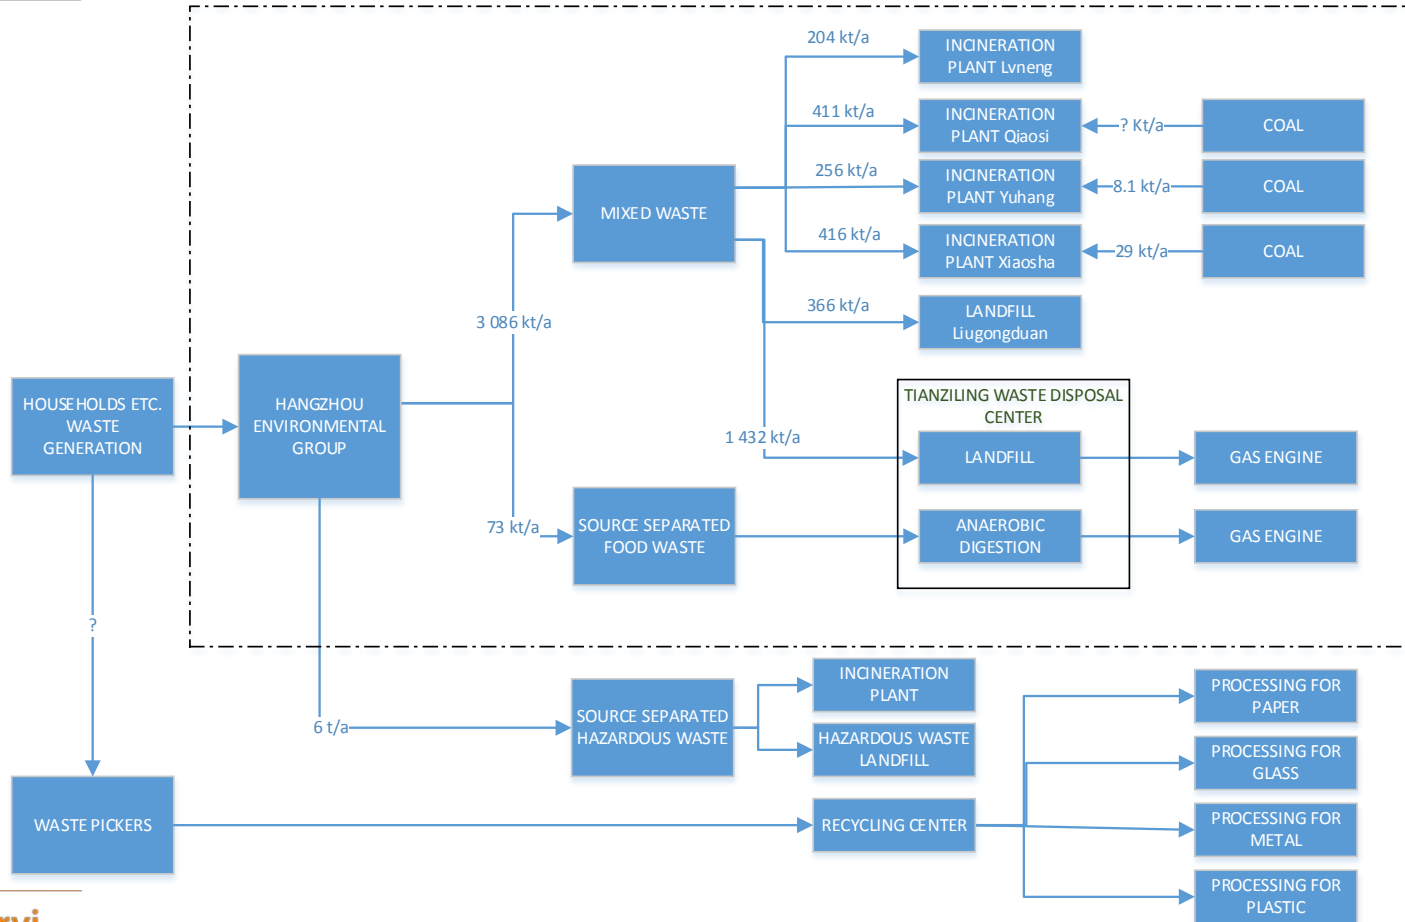 204 kt/a
INCINERATION
PLANT Lvneng
411 kt/a
INCINERATION
PLANT Qiaosi
? Kt/a
COAL
256 kt/a
INCINERATION
PLANT Yuhang
8.1 kt/a
COAL
MIXED WASTE
416 kt/a
INCINERATION
PLANT Xiaosha
29 kt/a
COAL
366 kt/a
LANDFILL
Liugongduan
3 086 kt/a
HOUSEHOLDS ETC.
WASTE
GENERATION
HANGZHOU
ENVIRONMENTAL
GROUP
TIANZILING WASTE DISPOSAL
CENTER
1 432 kt/a
LANDFILL
GAS ENGINE
73 kt/a
SOURCE SEPARATED
FOOD WASTE
ANAEROBIC
DIGESTION
GAS ENGINE
?
6 t/a
SOURCE SEPARATED
HAZARDOUS WASTE
INCINERATION
PLANT
HAZARDOUS WASTE
LANDFILL
PROCESSING FOR
PAPER
PROCESSING FOR
GLASS
WASTE PICKERS
RECYCLING CENTER
PROCESSING FOR
METAL
PROCESSING FOR
PLASTIC